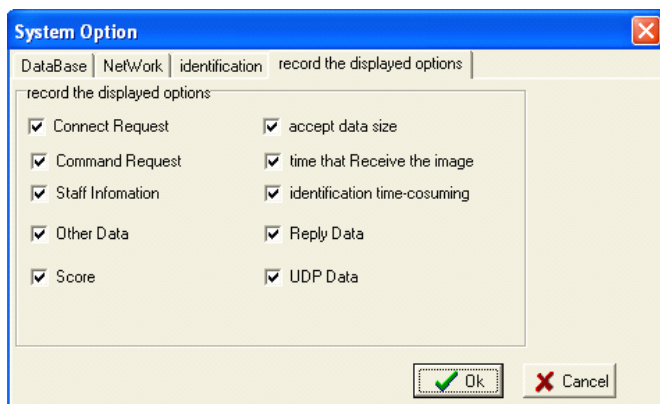 System Option
DataBase NetWork identification record the displayed options
record the displayed options
Connect Request accept data size
Command Request time that Receive the image
Staff Infomation identification time-cosuming
Other Data Reply Data
Score UDP Data
Ok Cancel